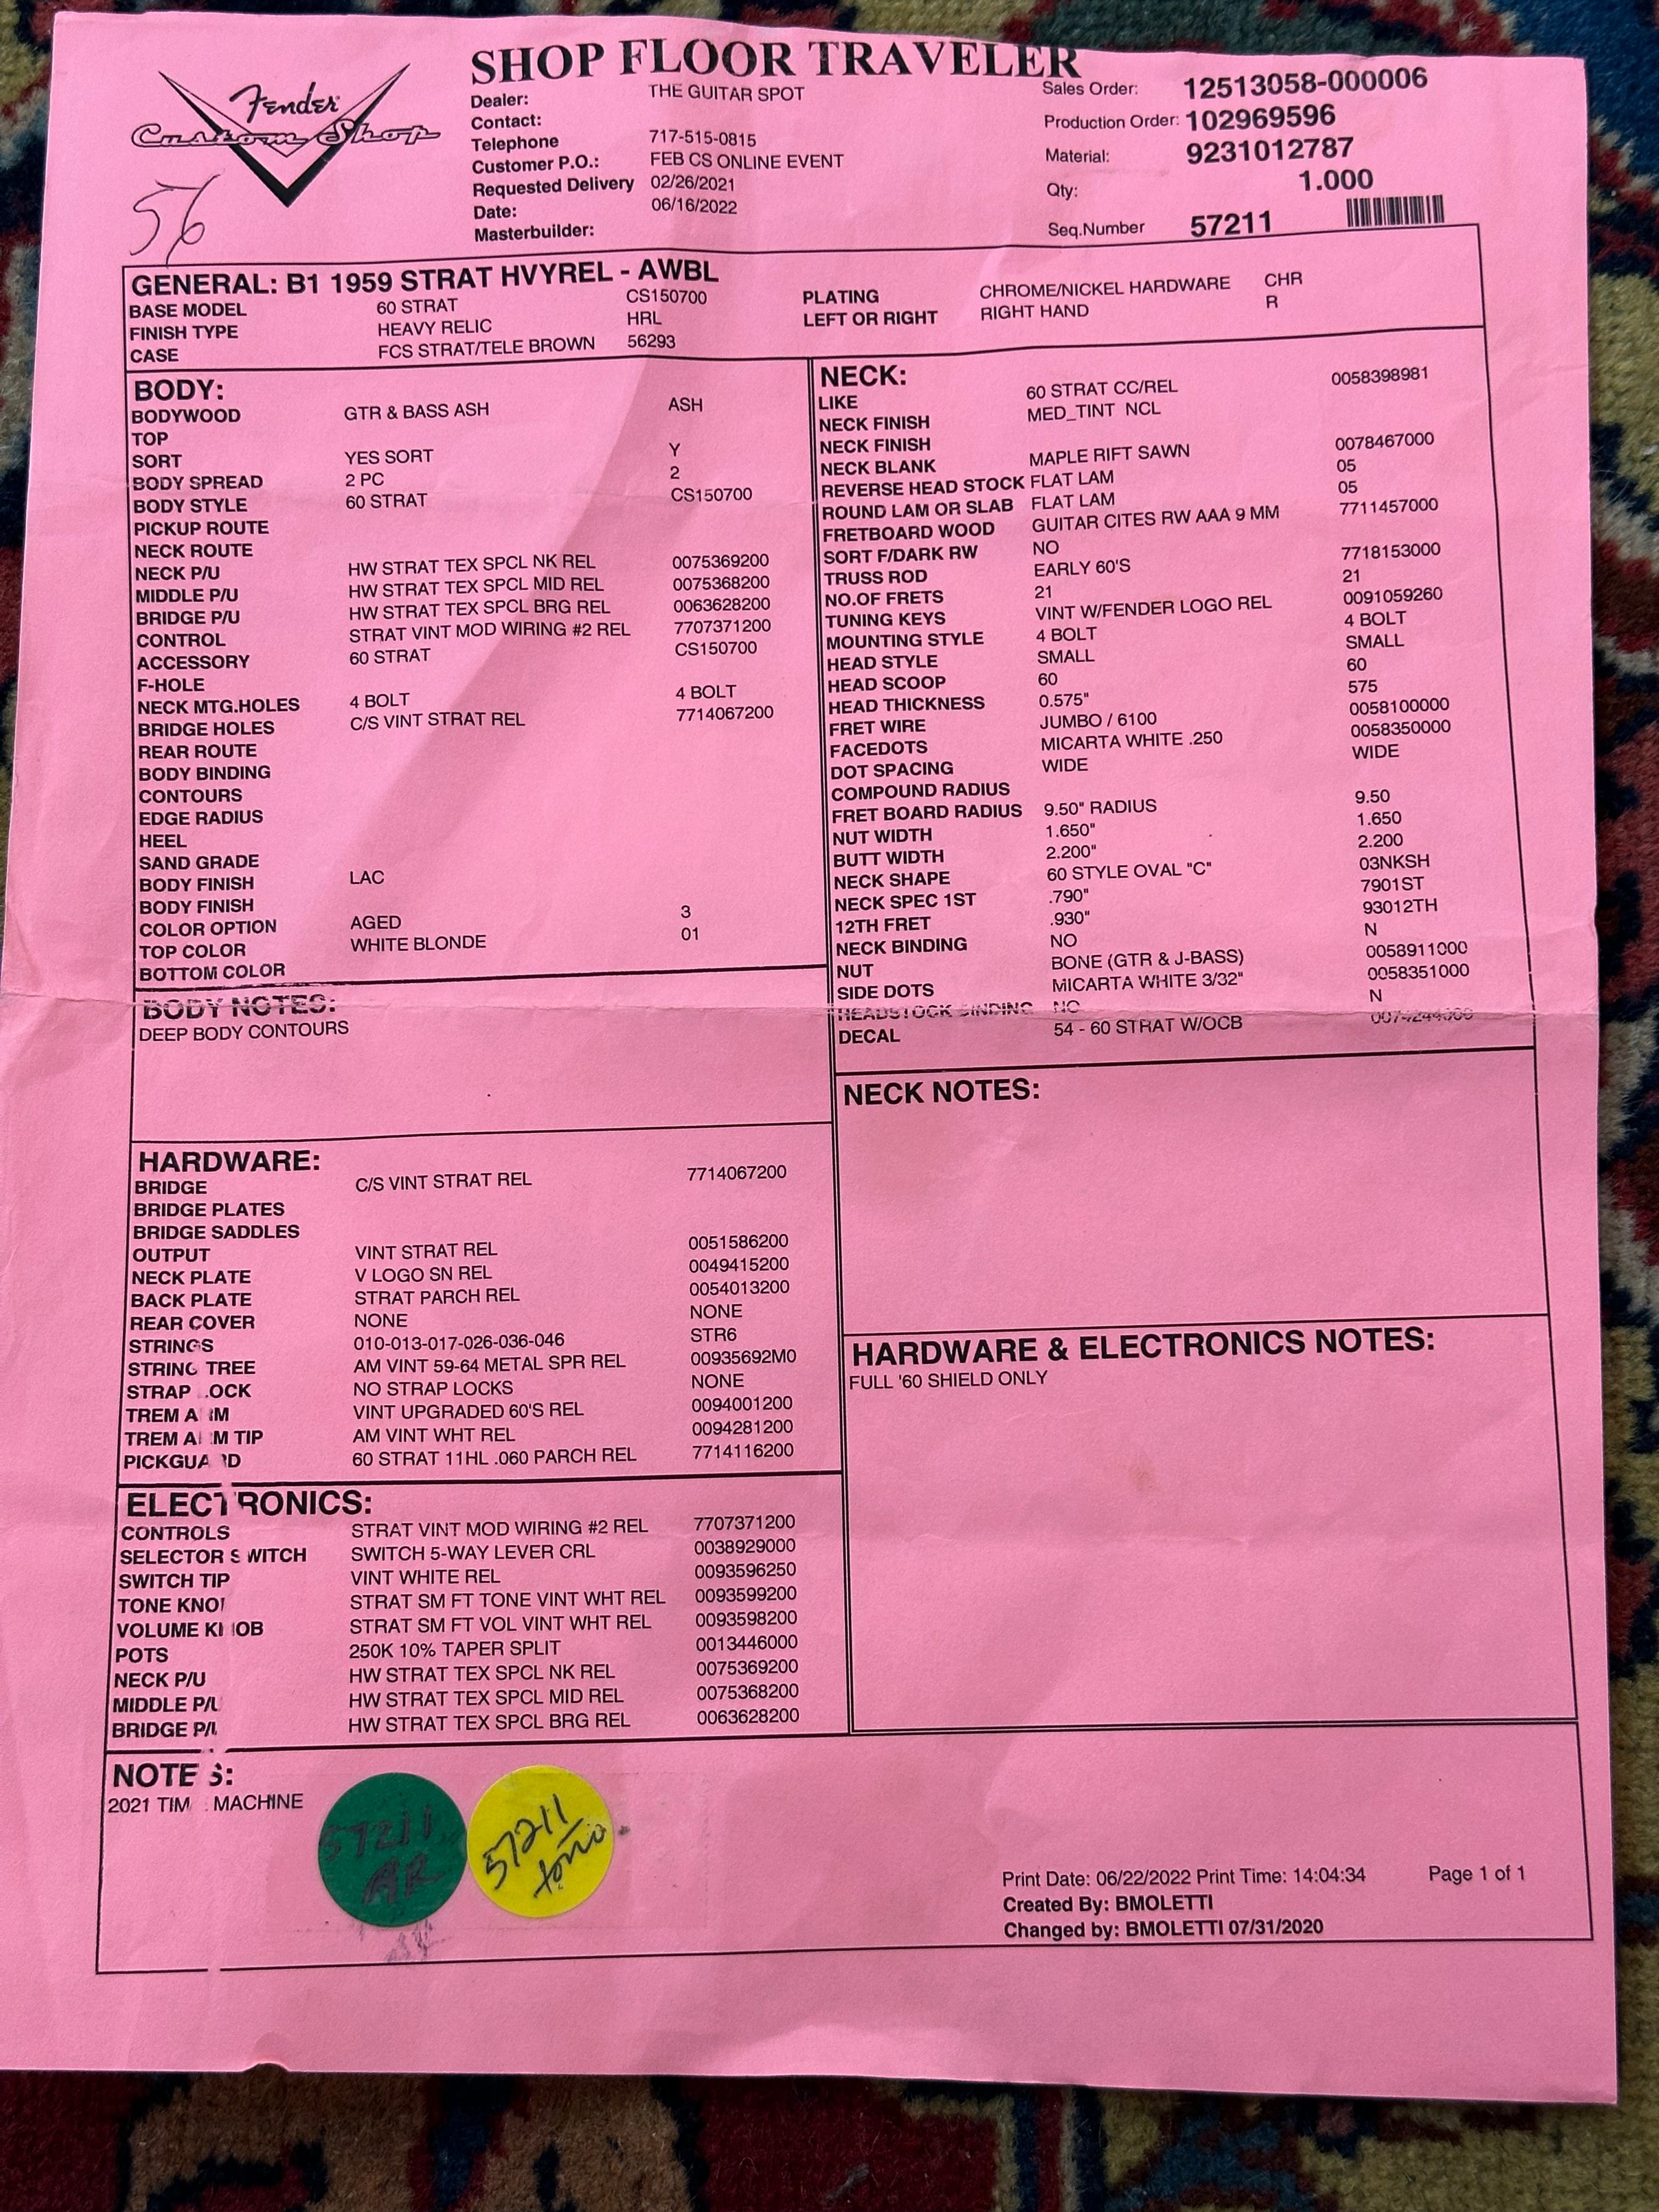 SHOP FLOOR TRAVELER
Fender
Custom Shop
56
Dealer: THE GUITAR SPOT
Contact:
Telephone 717-515-0815
Customer P.O.: FEB CS ONLINE EVENT
Requested Delivery 02/26/2021
Date: 06/16/2022
Masterbuilder:
Sales Order: 12513058-000006
Production Order: 102969596
Material: 9231012787
Qty: 1.000
Seq.Number 57211
GENERAL: B1 1959 STRAT HVYREL - AWBL
BASE MODEL 60 STRAT CS150700
FINISH TYPE HEAVY RELIC HRL
CASE FCS STRAT/TELE BROWN 56293
PLATING CHROME/NICKEL HARDWARE CHR
LEFT OR RIGHT RIGHT HAND R
BODY:
BODYWOOD GTR & BASS ASH ASH
TOP
SORT YES SORT Y
BODY SPREAD 2 PC 2
BODY STYLE 60 STRAT CS150700
PICKUP ROUTE
NECK ROUTE
NECK P/U HW STRAT TEX SPCL NK REL 0075369200
MIDDLE P/U HW STRAT TEX SPCL MID REL 0075368200
BRIDGE P/U HW STRAT TEX SPCL BRG REL 0063628200
CONTROL STRAT VINT MOD WIRING #2 REL 7707371200
ACCESSORY 60 STRAT CS150700
F-HOLE
NECK MTG.HOLES 4 BOLT 4 BOLT
BRIDGE HOLES C/S VINT STRAT REL 7714067200
REAR ROUTE
BODY BINDING
CONTOURS
EDGE RADIUS
HEEL
SAND GRADE
BODY FINISH LAC
BODY FINISH
COLOR OPTION AGED 3
TOP COLOR WHITE BLONDE 01
BOTTOM COLOR
BODY NOTES:
DEEP BODY CONTOURS
NECK:
LIKE 60 STRAT CC/REL 0058398981
NECK FINISH MED_TINT NCL
NECK FINISH
NECK BLANK MAPLE RIFT SAWN 0078467000
REVERSE HEAD STOCK FLAT LAM 05
ROUND LAM OR SLAB FLAT LAM 05
FRETBOARD WOOD GUITAR CITES RW AAA 9 MM 7711457000
SORT F/DARK RW NO
TRUSS ROD EARLY 60'S 7718153000
NO.OF FRETS 21 21
TUNING KEYS VINT W/FENDER LOGO REL 0091059260
MOUNTING STYLE 4 BOLT 4 BOLT
HEAD STYLE SMALL SMALL
HEAD SCOOP 60 60
HEAD THICKNESS 0.575" 575
FRET WIRE JUMBO / 6100 0058100000
FACEDOTS MICARTA WHITE .250 0058350000
DOT SPACING WIDE WIDE
COMPOUND RADIUS
FRET BOARD RADIUS 9.50" RADIUS 9.50
NUT WIDTH 1.650" 1.650
BUTT WIDTH 2.200" 2.200
NECK SHAPE 60 STYLE OVAL "C" 03NKSH
NECK SPEC 1ST .790" 7901ST
12TH FRET .930" 93012TH
NECK BINDING NO N
NUT BONE (GTR & J-BASS) 0058911000
SIDE DOTS MICARTA WHITE 3/32" 0058351000
HEADSTOCK BINDING NO N
DECAL 54 - 60 STRAT W/OCB
NECK NOTES:
HARDWARE:
BRIDGE C/S VINT STRAT REL 7714067200
BRIDGE PLATES
BRIDGE SADDLES
OUTPUT VINT STRAT REL 0051586200
NECK PLATE V LOGO SN REL 0049415200
BACK PLATE STRAT PARCH REL 0054013200
REAR COVER NONE NONE
STRINGS 010-013-017-026-036-046 STR6
STRING TREE AM VINT 59-64 METAL SPR REL 00935692M0
STRAP LOCK NO STRAP LOCKS NONE
TREM ARM VINT UPGRADED 60'S REL 0094001200
TREM ARM TIP AM VINT WHT REL 0094281200
PICKGUARD 60 STRAT 11HL .060 PARCH REL 7714116200
HARDWARE & ELECTRONICS NOTES:
FULL '60 SHIELD ONLY
ELECTRONICS:
CONTROLS STRAT VINT MOD WIRING #2 REL 7707371200
SELECTOR SWITCH SWITCH 5-WAY LEVER CRL 0038929000
SWITCH TIP VINT WHITE REL 0093596250
TONE KNOB STRAT SM FT TONE VINT WHT REL 0093599200
VOLUME KNOB STRAT SM FT VOL VINT WHT REL 0093598200
POTS 250K 10% TAPER SPLIT 0013446000
NECK P/U HW STRAT TEX SPCL NK REL 0075369200
MIDDLE P/U HW STRAT TEX SPCL MID REL 0075368200
BRIDGE P/U HW STRAT TEX SPCL BRG REL 0063628200
NOTES:
2021 TIME MACHINE
57211
AR
57211
Print Date: 06/22/2022 Print Time: 14:04:34 Page 1 of 1
Created By: BMOLETTI
Changed by: BMOLETTI 07/31/2020